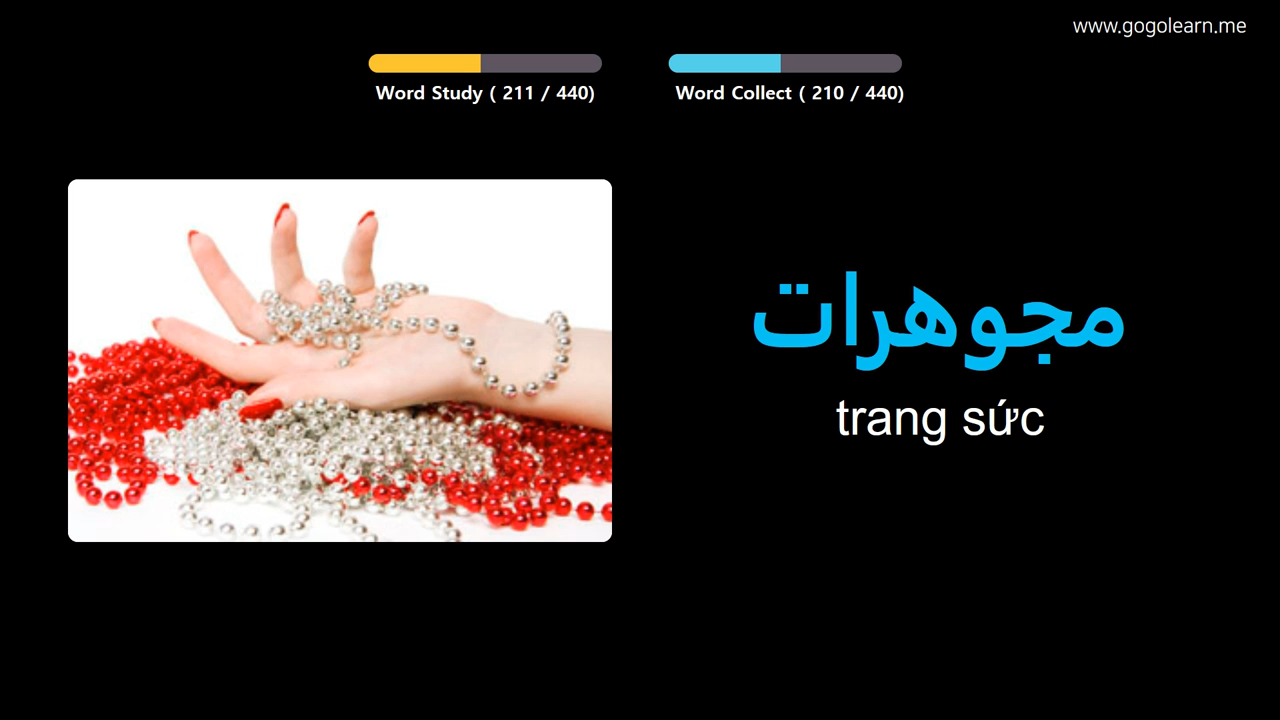 www.gogolearn.me
Word Study ( 211 / 440)
Word Collect ( 210 / 440)
مجوهرات
trang sức